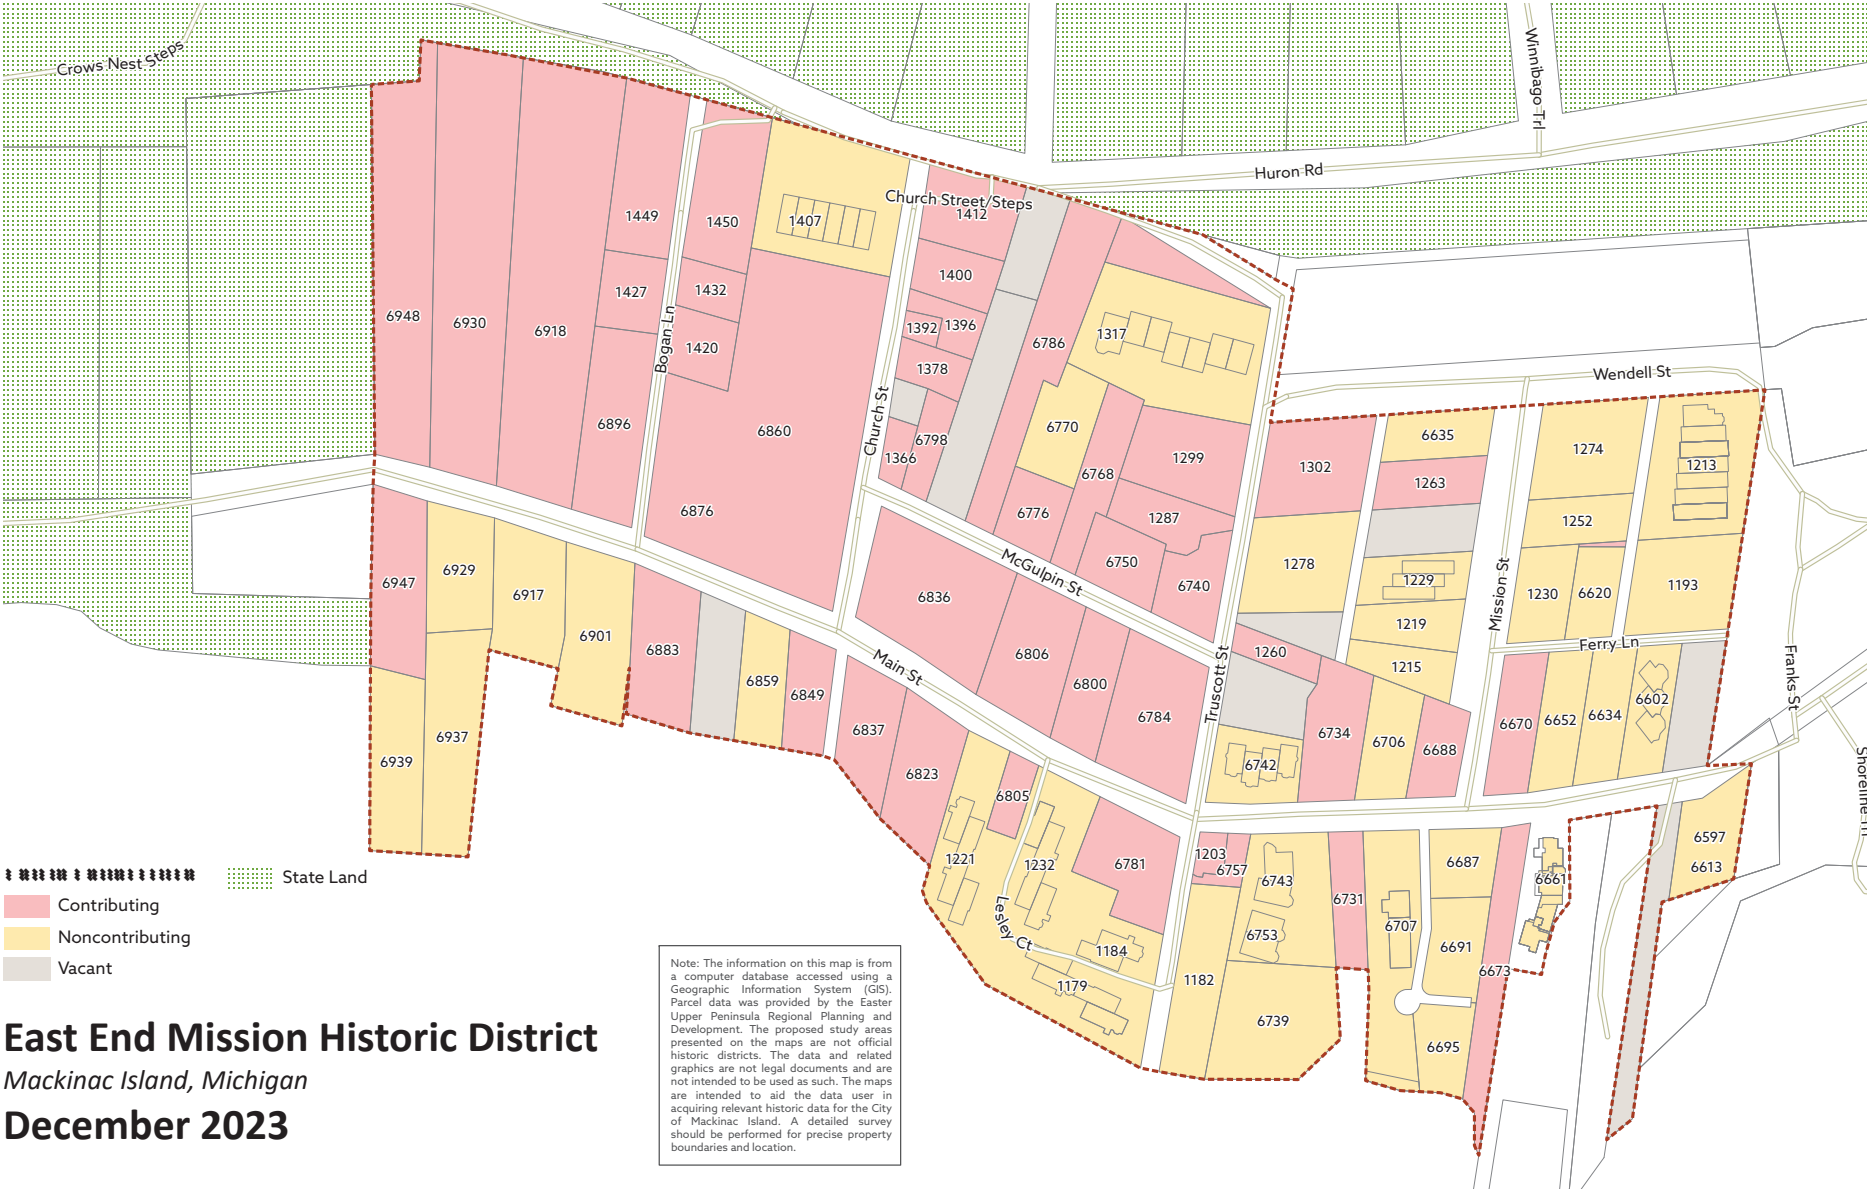 Crows Nest Steps
Winnibago Trl
Huron Rd
Church Street/Steps
1412
1449
1450
1407
1400
1427
1432
1392
1396
6948
6930
6918
Bogan Ln
1420
1378
6786
1317
Wendell St
6896
6860
Church St
6798
1366
6770
6768
1299
1302
6635
1263
1274
1213
6876
6776
1287
1252
McGulpin St
6750
6740
1278
1229
Mission St
1230
6620
1193
6947
6929
6917
6901
6883
6836
1219
1215
Ferry Ln
6859
6849
Main St
6806
6800
6784
Truscott St
1260
6734
6706
6688
6670
6652
6634
6602
Franks St
6939
6937
6837
6823
6805
6742
1221
1232
6781
1203
6757
6743
6731
6687
6661
6597
6613
Lesley Ct
1184
1179
1182
6753
6739
6707
6691
6673
6695
State Land
Contributing
Noncontributing
Vacant
East End Mission Historic District
Mackinac Island, Michigan
December 2023
Note: The information on this map is from
a computer database accessed using a
Geographic Information System (GIS).
Parcel data was provided by the Easter
Upper Peninsula Regional Planning and
Development. The proposed study areas
presented on the maps are not official
historic districts. The data and related
graphics are not legal documents and are
not intended to be used as such. The maps
are intended to aid the data user in
acquiring relevant historic data for the City
of Mackinac Island. A detailed survey
should be performed for precise property
boundaries and location.